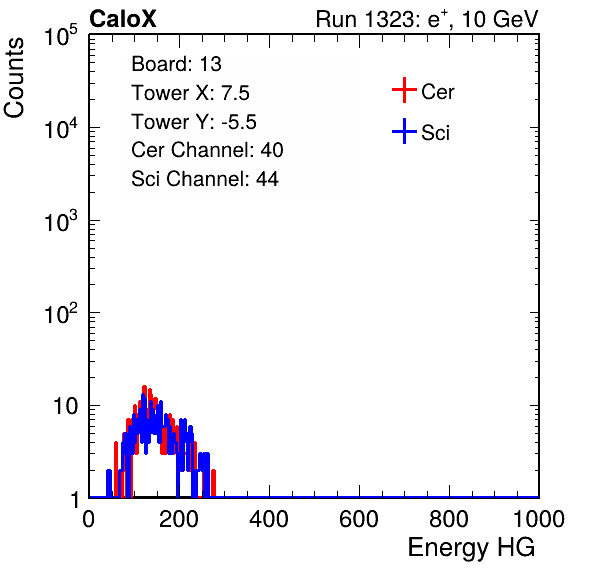 CaloX Run 1323: e⁺, 10 GeV
Counts
Board: 13
Tower X: 7.5
Tower Y: -5.5
Cer Channel: 40
Sci Channel: 44
Cer
Sci
10⁵
10⁴
10³
10²
10
1
0 200 400 600 800 1000
Energy HG